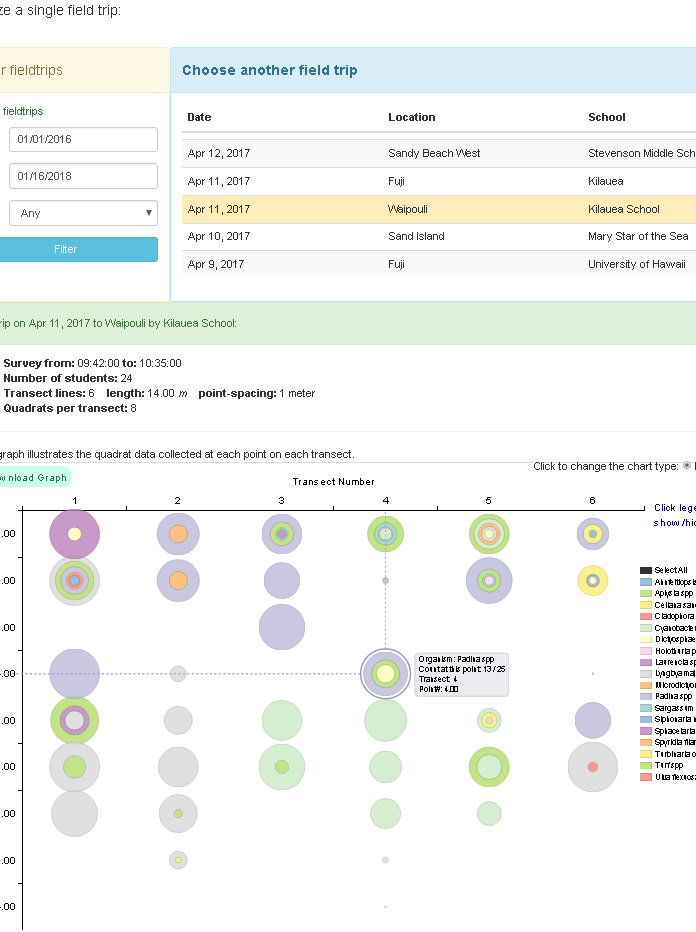 ze a single field trip:
r fieldtrips
Choose another field trip
fieldtrips
01/01/2016
01/16/2018
Any
Filter
Date Location School
Apr 12, 2017 Sandy Beach West Stevenson Middle Sch
Apr 11, 2017 Fuji Kilauea
Apr 11, 2017 Waipouli Kilauea School
Apr 10, 2017 Sand Island Mary Star of the Sea
Apr 9, 2017 Fuji University of Hawaii
rip on Apr 11, 2017 to Waipouli by Kilauea School:
Survey from: 09:42:00 to: 10:35:00
Number of students: 24
Transect lines: 6 length: 14.00 m point-spacing: 1 meter
Quadrats per transect: 8
graph illustrates the quadrat data collected at each point on each transect.
Click to change the chart type:
wnload Graph
Transect Number
1 2 3 4 5 6
Click lege
show/hid
.00
.00
.00
.00
.00
.00
.00
.00
.00
Organism: Padina spp
Count at this point: 13 / 25
Transect: 4
Point#: 4.00
Select All
Aplysia spp
Cellana san
Cladophora
Cyanobacte
Dictyosphae
Holothuria p
Laurencia sp
Lyngbya maj
Microdictyon
Padina spp
Sargassum
Siphonaria n
Sphacelaria
Spyridia filan
Turbinaria o
Turf spp
Ulva flexuos